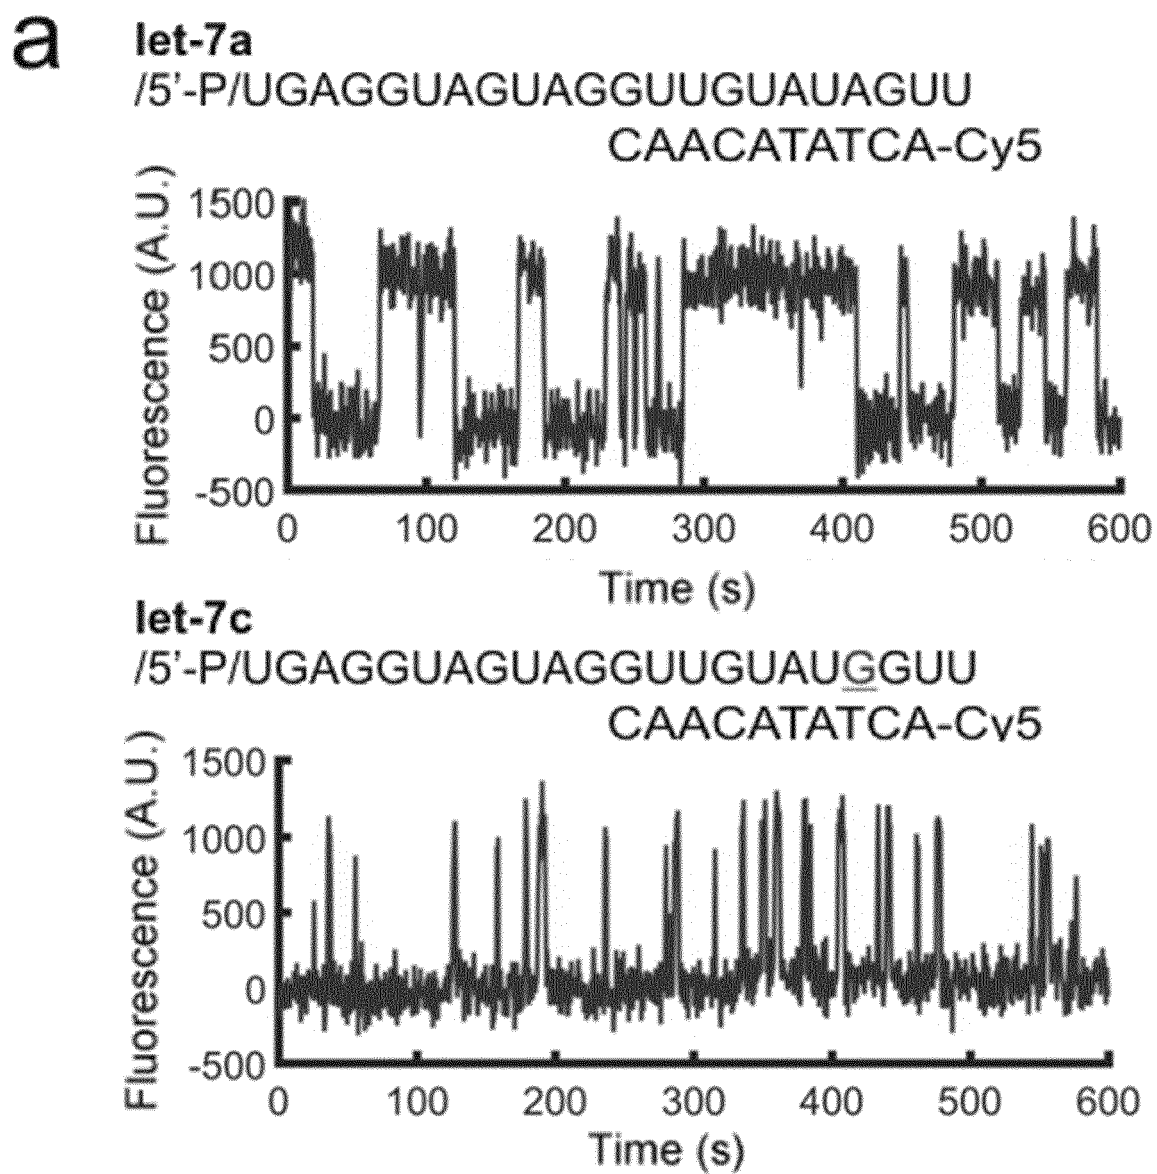 a
let-7a
/5'-P/UGAGGUAGUAGGUUGUAUAGUU
CAACATATCA-Cy5
Fluorescence (A.U.)
1500
1000
500
0
-500
0 100 200 300 400 500 600
Time (s)
let-7c
/5'-P/UGAGGUAGUAGGUUGUAUGGUU
CAACATATCA-Cy5
Fluorescence (A.U.)
1500
1000
500
0
-500
0 100 200 300 400 500 600
Time (s)